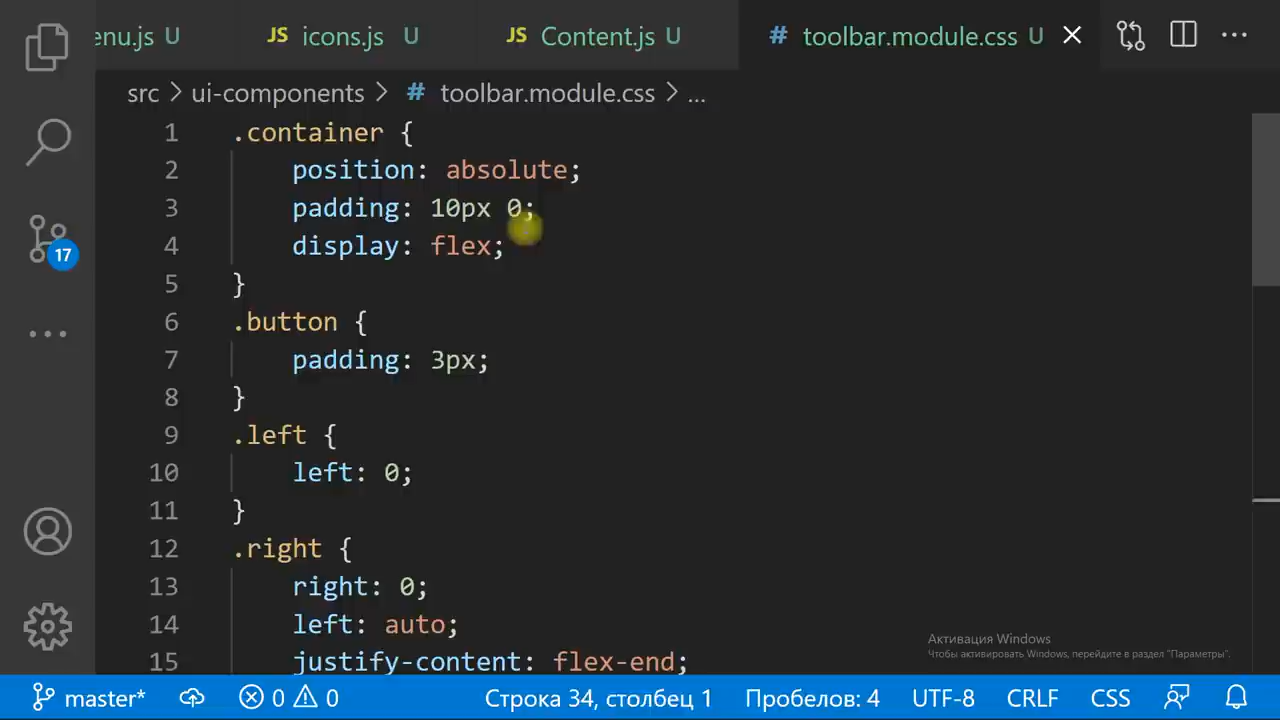 enu.js U JS icons.js U JS Content.js U # toolbar.module.css U
src > ui-components > # toolbar.module.css > ...
1 .container {
2 position: absolute;
3 padding: 10px 0;
4 display: flex;
5 }
6 .button {
7 padding: 3px;
8 }
9 .left {
10 left: 0;
11 }
12 .right {
13 right: 0;
14 left: auto;
15 justify-content: flex-end;
17
Активация Windows
Чтобы активировать Windows, перейдите в раздел "Параметры".
master* 0 0 Строка 34, столбец 1 Пробелов: 4 UTF-8 CRLF CSS